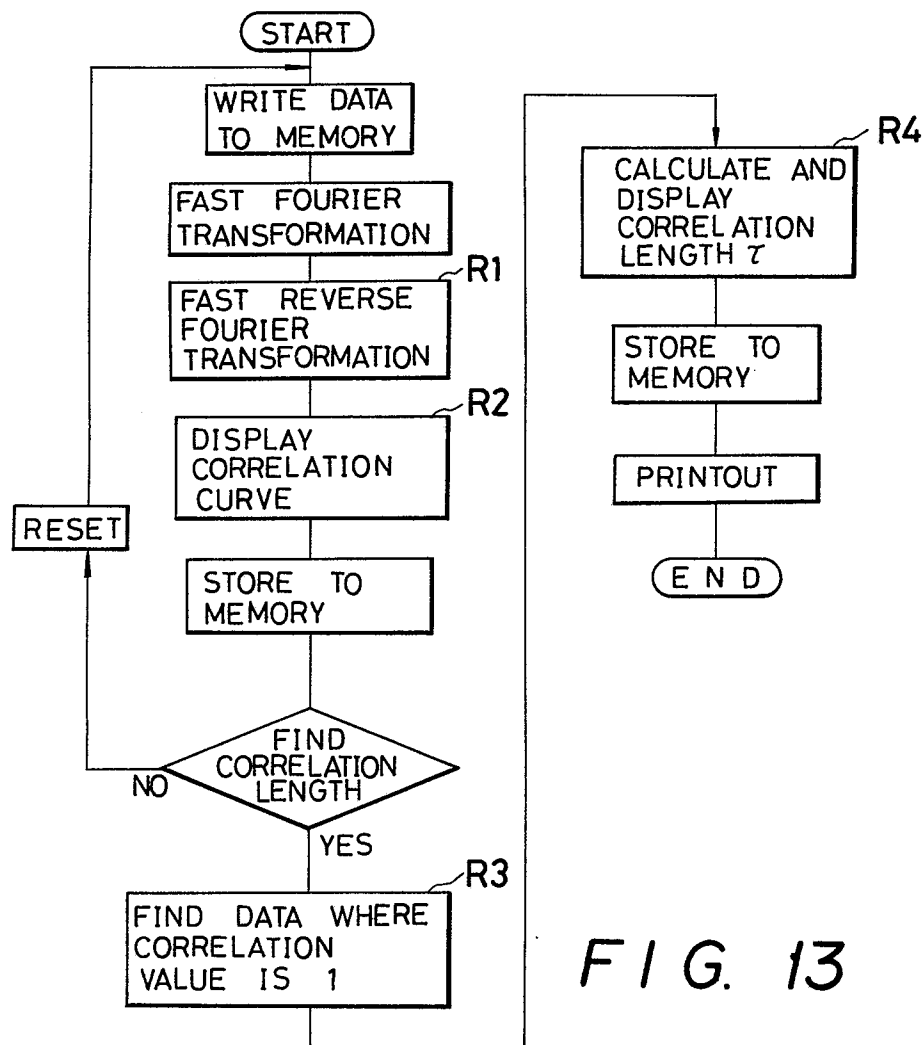 START
WRITE DATA
TO MEMORY
FAST FOURIER
TRANSFORMATION
R1
FAST REVERSE
FOURIER
TRANSFORMATION
R2
DISPLAY
CORRELATION
CURVE
RESET
STORE TO
MEMORY
FIND
CORRELATION
LENGTH
NO
YES
R3
FIND DATA WHERE
CORRELATION
VALUE IS 1
R4
CALCULATE AND
DISPLAY
CORRELATION
LENGTH τ
STORE TO
MEMORY
PRINTOUT
END
FIG. 13